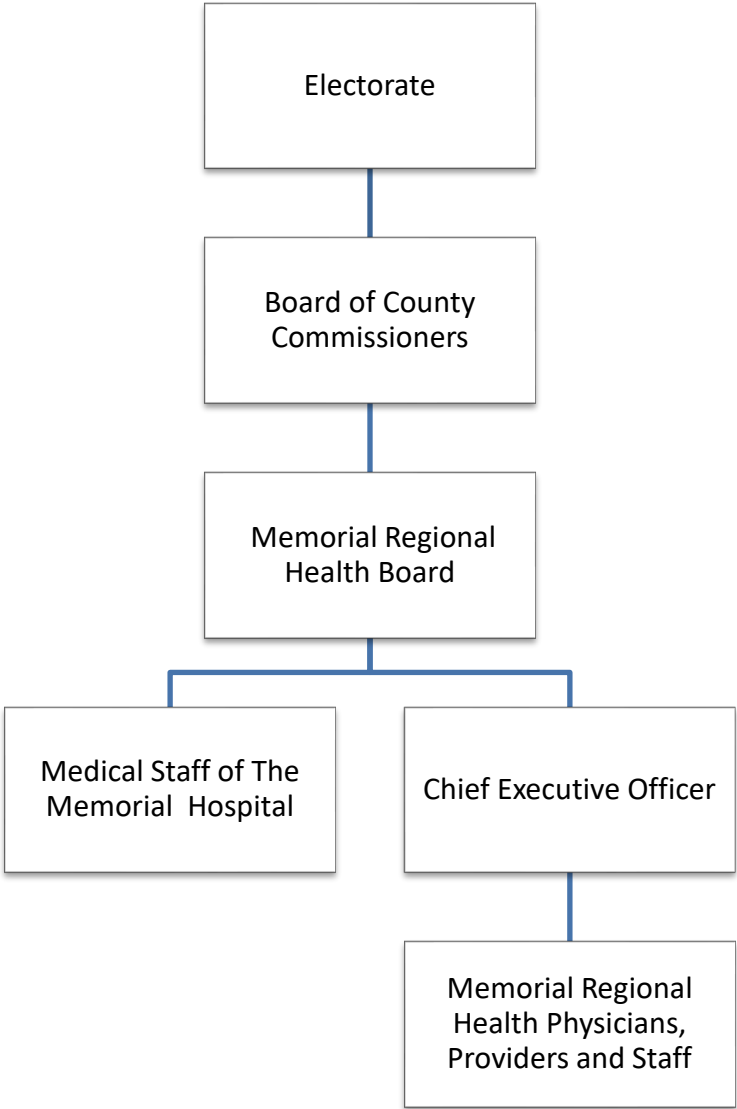 Electorate
Board of County
Commissioners
Memorial Regional
Health Board
Medical Staff of The
Memorial  Hospital
Chief Executive Officer
Memorial Regional
Health Physicians,
Providers and Staff